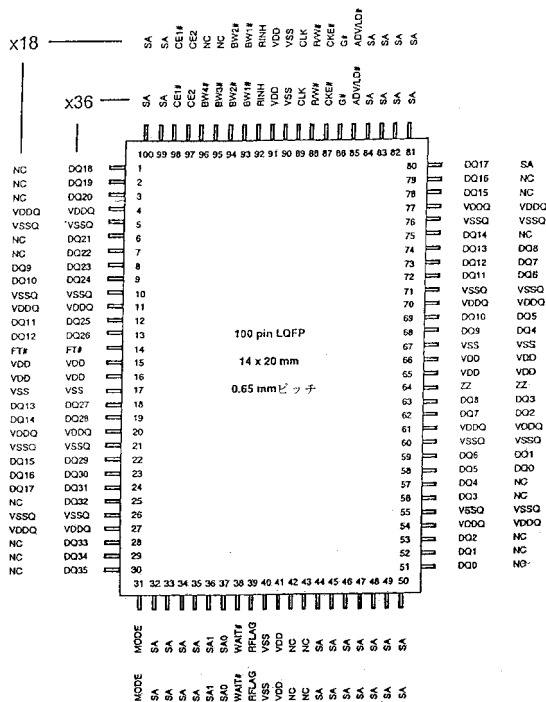 x18
SA SA CE1# CE2 NC NC BW2# BW1# RINH VDD VSS CLK R/W# CKE# G# ADV/LD# SA SA SA SA
x36
SA SA CE1# CE2 BW4# BW3# BW2# BW1# RINH VDD VSS CLK R/W# CKE# G# ADV/LD# SA SA SA SA
100 99 98 97 96 95 94 93 92 91 90 89 88 87 86 85 84 83 82 81
NC DQ18 1 80 DQ17 SA
NC DQ19 2 79 DQ16 NC
NC DQ20 3 78 DQ15 NC
VDDQ VDDQ 4 77 VDDQ VDDQ
VSSQ VSSQ 5 76 VSSQ VSSQ
NC DQ21 6 75 DQ14 NC
NC DQ22 7 74 DQ13 DQ8
DQ9 DQ23 8 73 DQ12 DQ7
DQ10 DQ24 9 72 DQ11 DQ6
VSSQ VSSQ 10 71 VSSQ VSSQ
VDDQ VDDQ 11 70 VDDQ VDDQ
DQ11 DQ25 12 69 DQ10 DQ5
DQ12 DQ26 13 68 DQ9 DQ4
FT# FT# 14 67 VSS VSS
VDD VDD 15 66 VDD VDD
VDD VDD 16 65 VDD VDD
VSS VSS 17 64 ZZ ZZ
DQ13 DQ27 18 63 DQ8 DQ3
DQ14 DQ28 19 62 DQ7 DQ2
VDDQ VDDQ 20 61 VDDQ VDDQ
VSSQ VSSQ 21 60 VSSQ VSSQ
DQ15 DQ29 22 59 DQ6 DQ1
DQ16 DQ30 23 58 DQ5 DQ0
DQ17 DQ31 24 57 DQ4 NC
NC DQ32 25 56 DQ3 NC
VSSQ VSSQ 26 55 VSSQ VSSQ
VDDQ VDDQ 27 54 VDDQ VDDQ
NC DQ33 28 53 DQ2 NC
NC DQ34 29 52 DQ1 NC
NC DQ35 30 51 DQ0 NC
100 pin LQFP
14 x 20 mm
0.65 mmピッチ
31 32 33 34 35 36 37 38 39 40 41 42 43 44 45 46 47 48 49 50
MODE SA SA SA SA SA1 SA0 WAIT# RFLAG VSS VDD NC NC SA SA SA SA SA SA SA
MODE SA SA SA SA SA1 SA0 WAIT# RFLAG VSS VDD NC NC SA SA SA SA SA SA SA